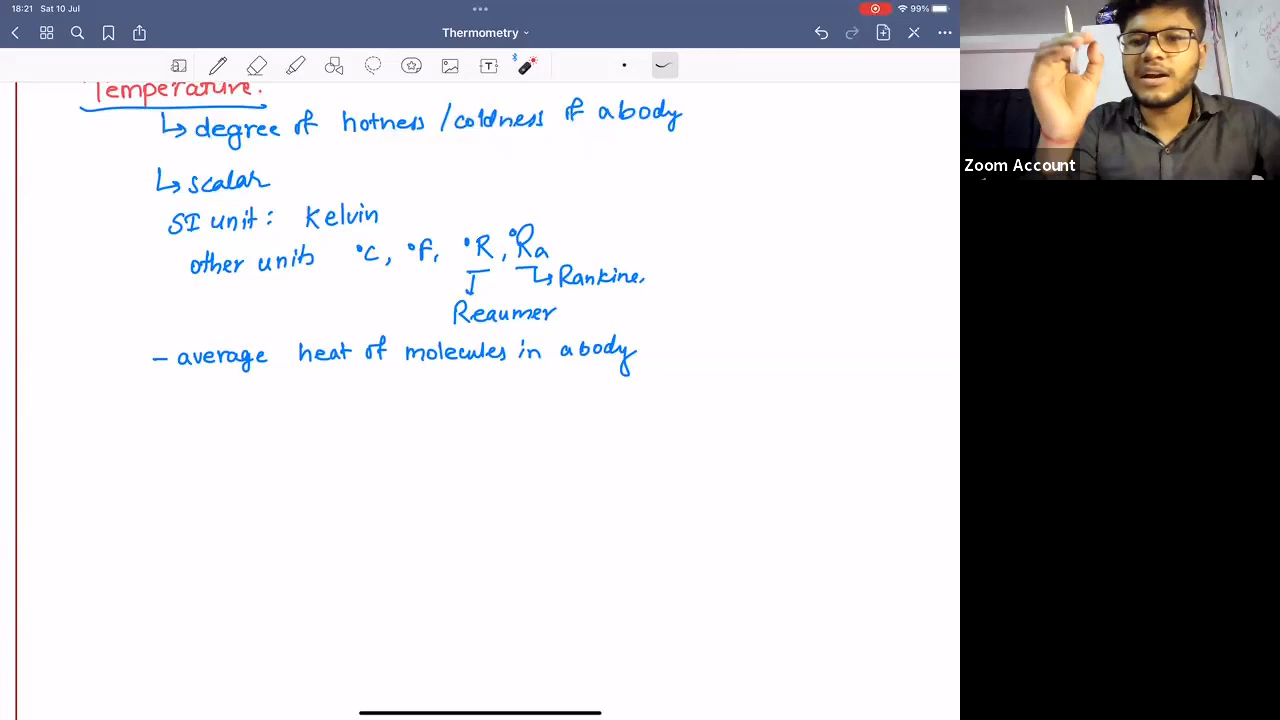 18:21 Sat 10 Jul
99%
Thermometry
Temperature.
degree of hotness / coldness of a body
scalar
SI unit : Kelvin
other units °C, °F, °R, °Ra
Rankine.
Reaumer
- average heat of molecules in a body
Zoom Account